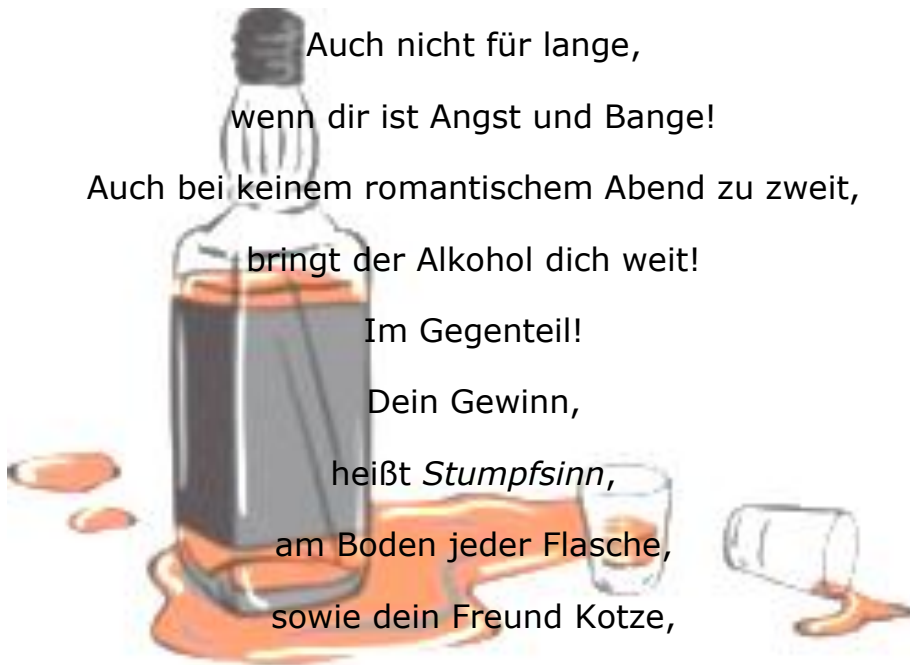 Auch nicht für lange,
wenn dir ist Angst und Bange!
Auch bei keinem romantischem Abend zu zweit,
bringt der Alkohol dich weit!
Im Gegenteil!
Dein Gewinn,
heißt Stumpfsinn,
am Boden jeder Flasche,
sowie dein Freund Kotze,